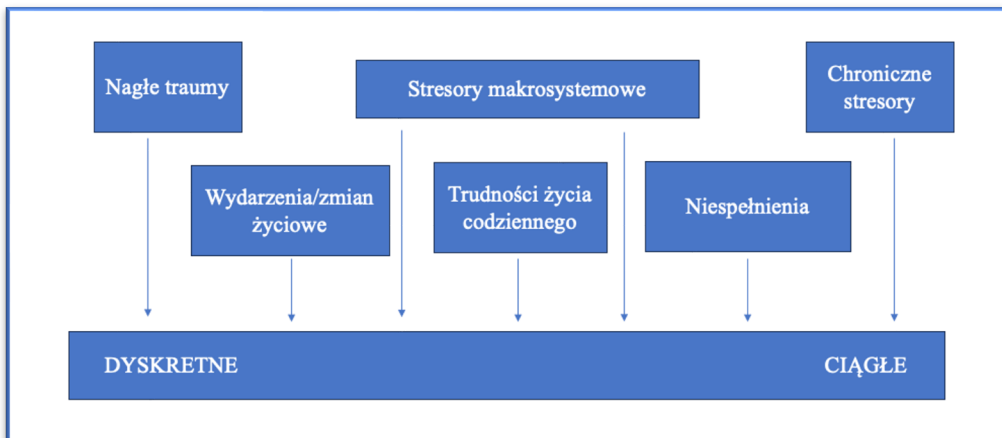 Nagłe traumy
Stresory makrosystemowe
Chroniczne
stresory
Wydarzenia/zmian
życiowe
Trudności życia
codziennego
Niespełnienia
DYSKRETNE
CIĄGŁE